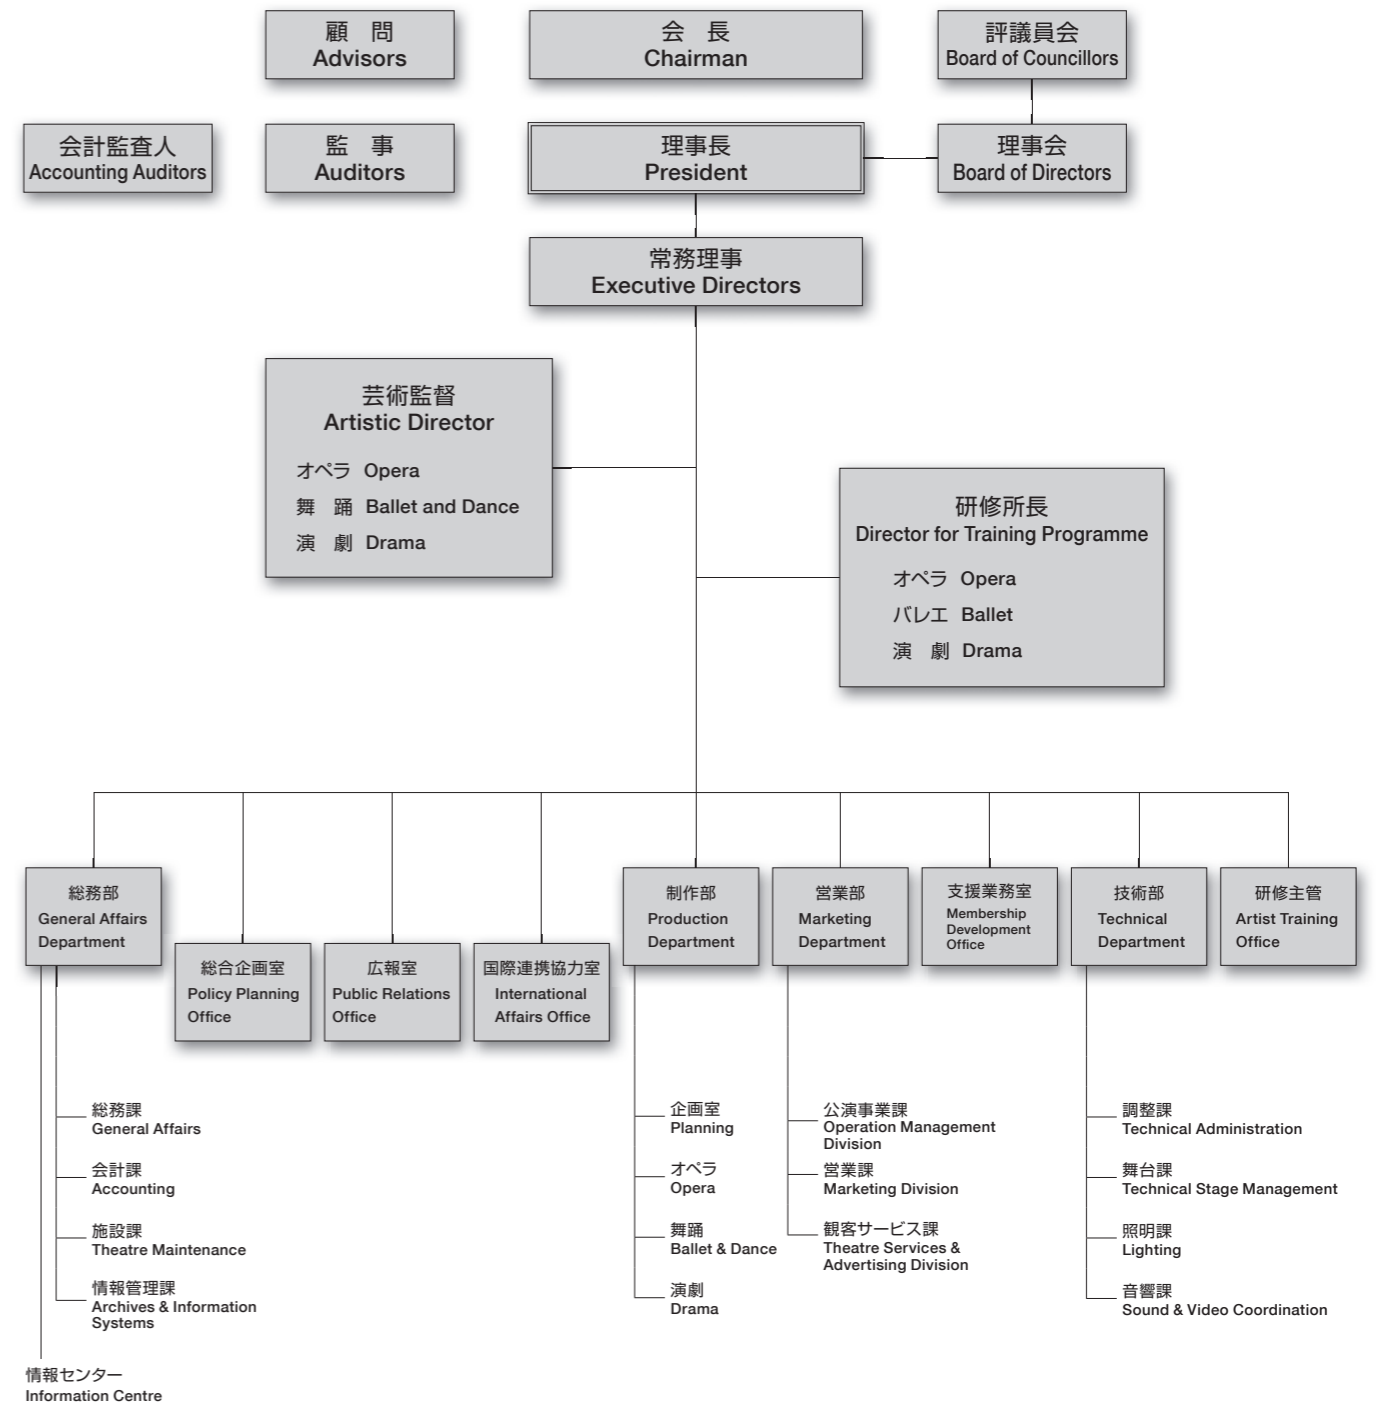 顧　問
Advisors
会　長
Chairman
評議員会
Board of Councillors
会計監査人
Accounting Auditors
監　事
Auditors
理事長
President
理事会
Board of Directors
常務理事
Executive Directors
芸術監督
Artistic Director
オペラ Opera
舞　踊 Ballet and Dance
演　劇 Drama
研修所長
Director for Training Programme
オペラ Opera
バレエ Ballet
演　劇 Drama
総務部
General Affairs
Department
総合企画室
Policy Planning
Office
広報室
Public Relations
Office
国際連携協力室
International
Affairs Office
制作部
Production
Department
営業部
Marketing
Department
支援業務室
Membership
Development
Office
技術部
Technical
Department
研修主管
Artist Training
Office
総務課
General Affairs
会計課
Accounting
施設課
Theatre Maintenance
情報管理課
Archives & Information
Systems
情報センター
Information Centre
企画室
Planning
オペラ
Opera
舞踊
Ballet & Dance
演劇
Drama
公演事業課
Operation Management
Division
営業課
Marketing Division
観客サービス課
Theatre Services &
Advertising Division
調整課
Technical Administration
舞台課
Technical Stage Management
照明課
Lighting
音響課
Sound & Video Coordination